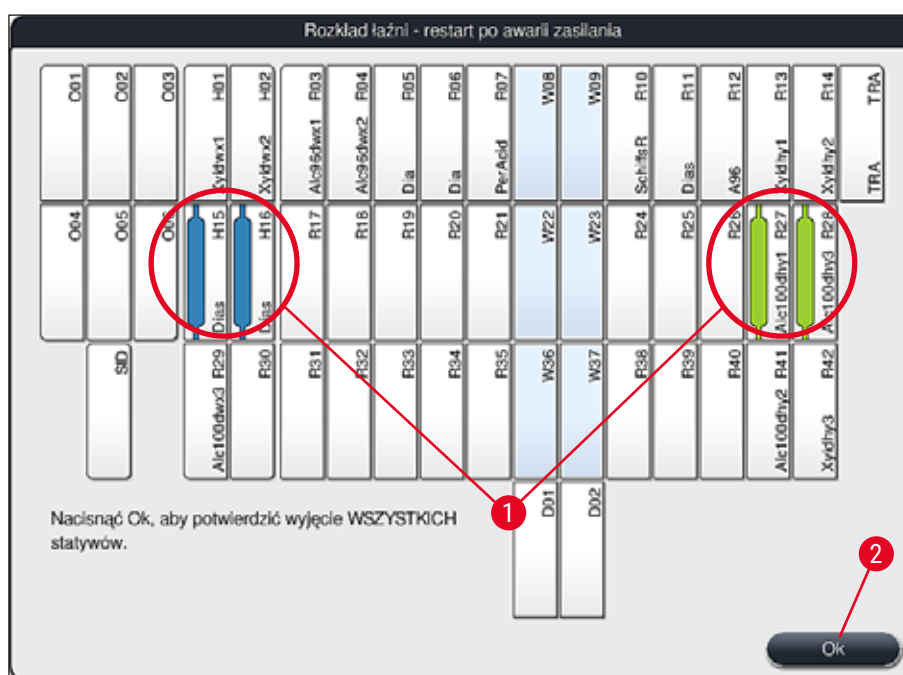 Rozkład łaźni - restart po awarii zasilania
O01 O02 O03 Xyldwx1 H01 Xyldwx2 H02 Alc96dwx1 R03 Alc96dwx2 R04 Dia R05 Dia R06 PerAcid R07 W08 W09 SchiffsR R10 Dias R11 A96 R12 Xyldhy1 R13 Xyldhy2 R14 TRA TRA
O04 O05 Dias H15 Dias H16 R17 R18 R19 R20 R21 W22 W23 R24 R25 R26 Alc100dhy1 R27 Alc100dhy3 R28
SID Alc100dwx3 R29 R30 R31 R32 R33 R34 R35 W36 W37 R38 R39 R40 Alc100dhy2 R41 Xyldhy3 R42
D01 D02
Nacisnąć Ok, aby potwierdzić wyjęcie WSZYSTKICH
statywów.
1
2
Ok